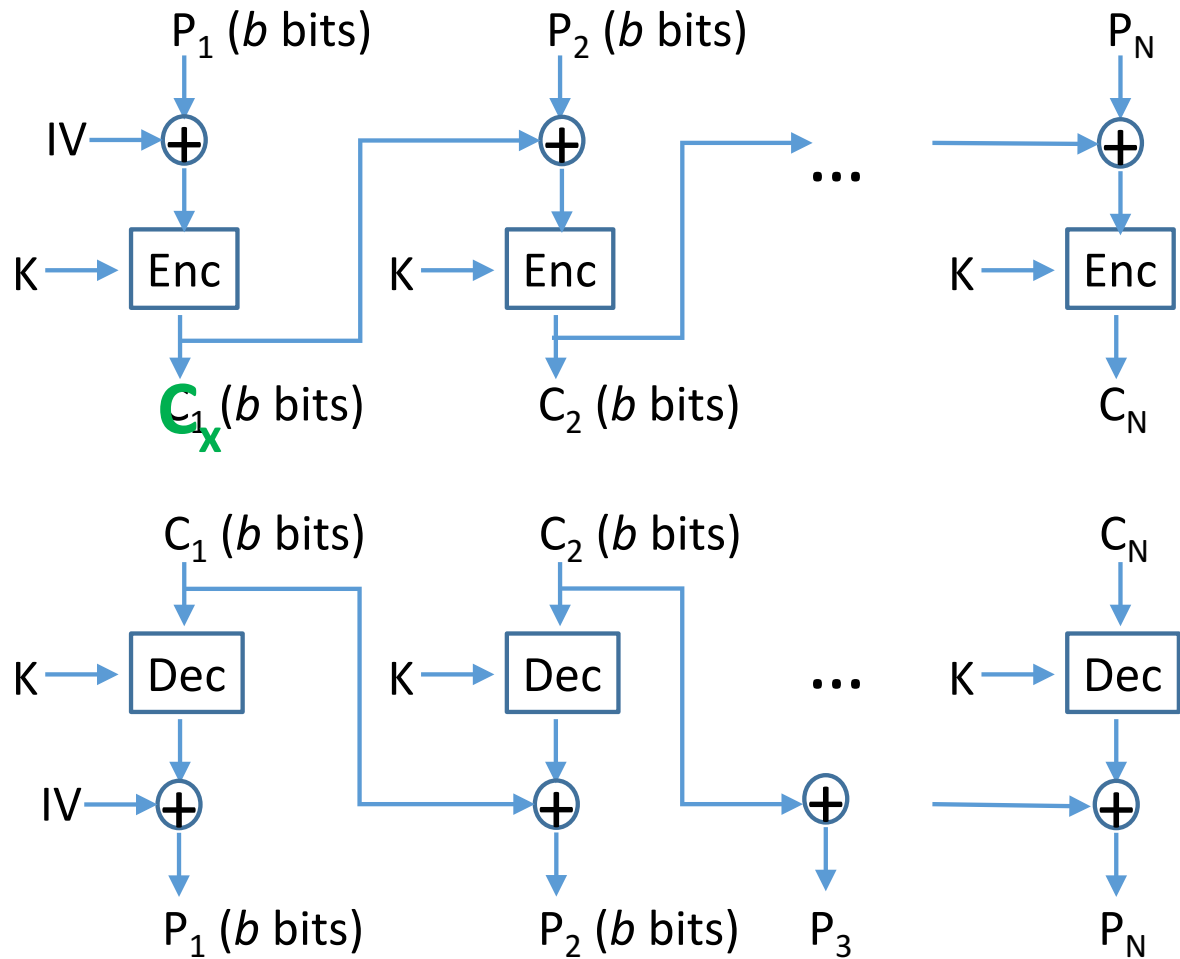 P1 (b bits) P2 (b bits) PN
IV + + + 
...
K Enc K Enc K Enc
C1 (b bits) C2 (b bits) CN
Cx
C1 (b bits) C2 (b bits) CN
K Dec K Dec ... K Dec
IV + + + +
P1 (b bits) P2 (b bits) P3 PN